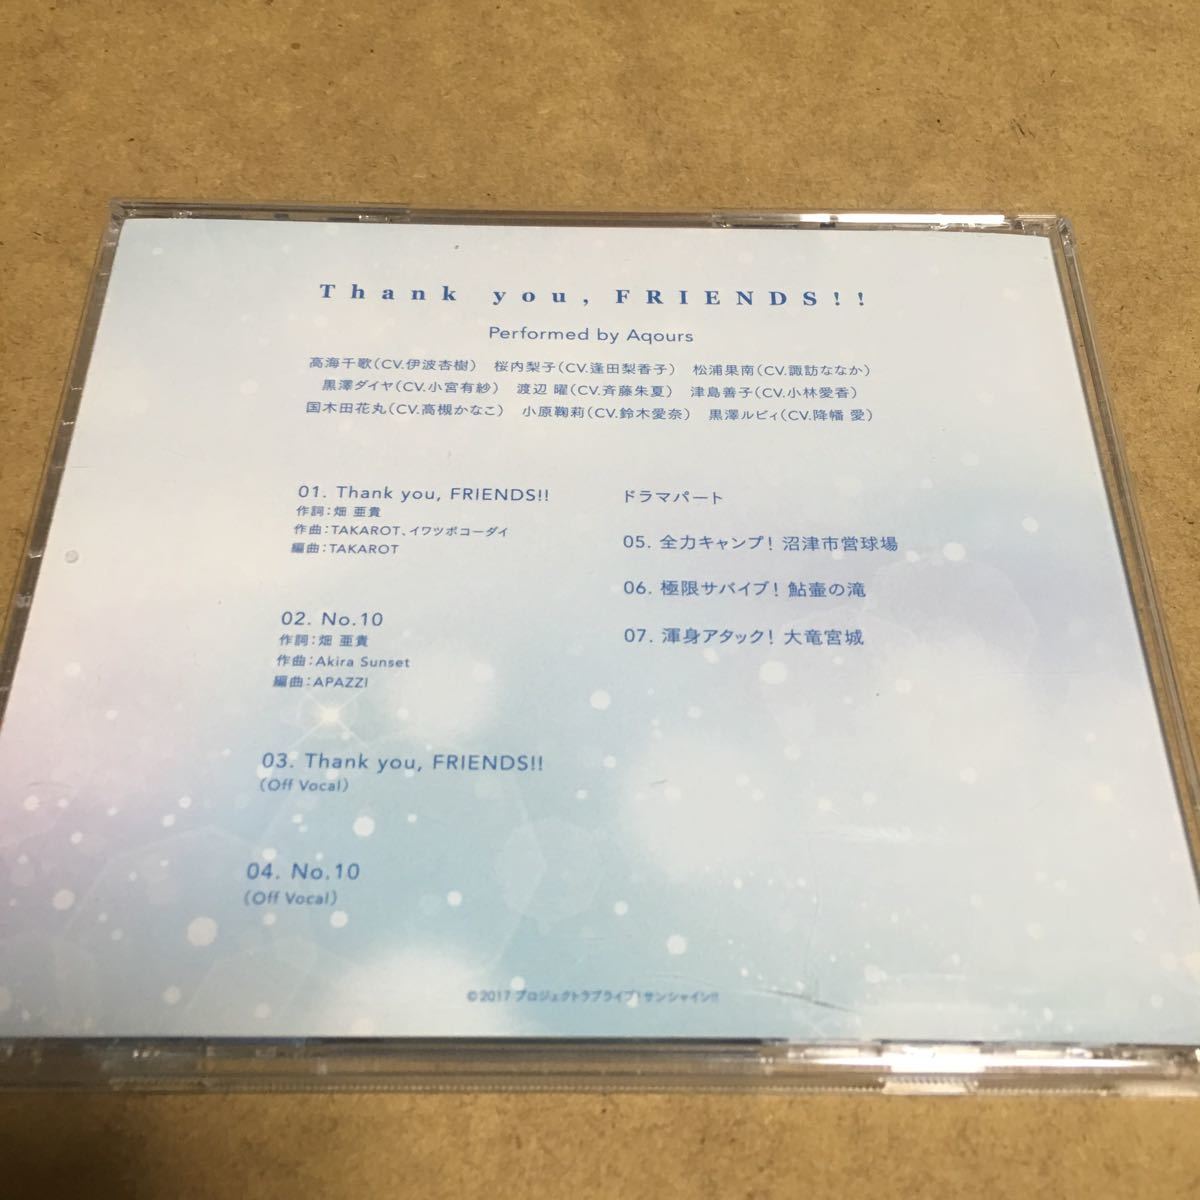 Thank you, FRIENDS!!
Performed by Aqours
高海千歌(CV.伊波杏樹) 桜内梨子(CV.逢田梨香子) 松浦果南(CV.諏訪ななか)
黒澤ダイヤ(CV.小宮有紗) 渡辺 曜(CV.斉藤朱夏) 津島善子(CV.小林愛香)
国木田花丸(CV.高槻かなこ) 小原鞠莉(CV.鈴木愛奈) 黒澤ルビィ(CV.降幡 愛)
01. Thank you, FRIENDS!!
作詞:畑 亜貴
作曲:TAKAROT、イワツボコーダイ
編曲:TAKAROT
02. No.10
作詞:畑 亜貴
作曲:Akira Sunset
編曲:APAZZI
03. Thank you, FRIENDS!!
(Off Vocal)
04. No.10
(Off Vocal)
ドラマパート
05. 全力キャンプ! 沼津市営球場
06. 極限サバイブ! 鮎壺の滝
07. 渾身アタック! 大竜宮城
©2017 プロジェクトラブライブ!サンシャイン!!